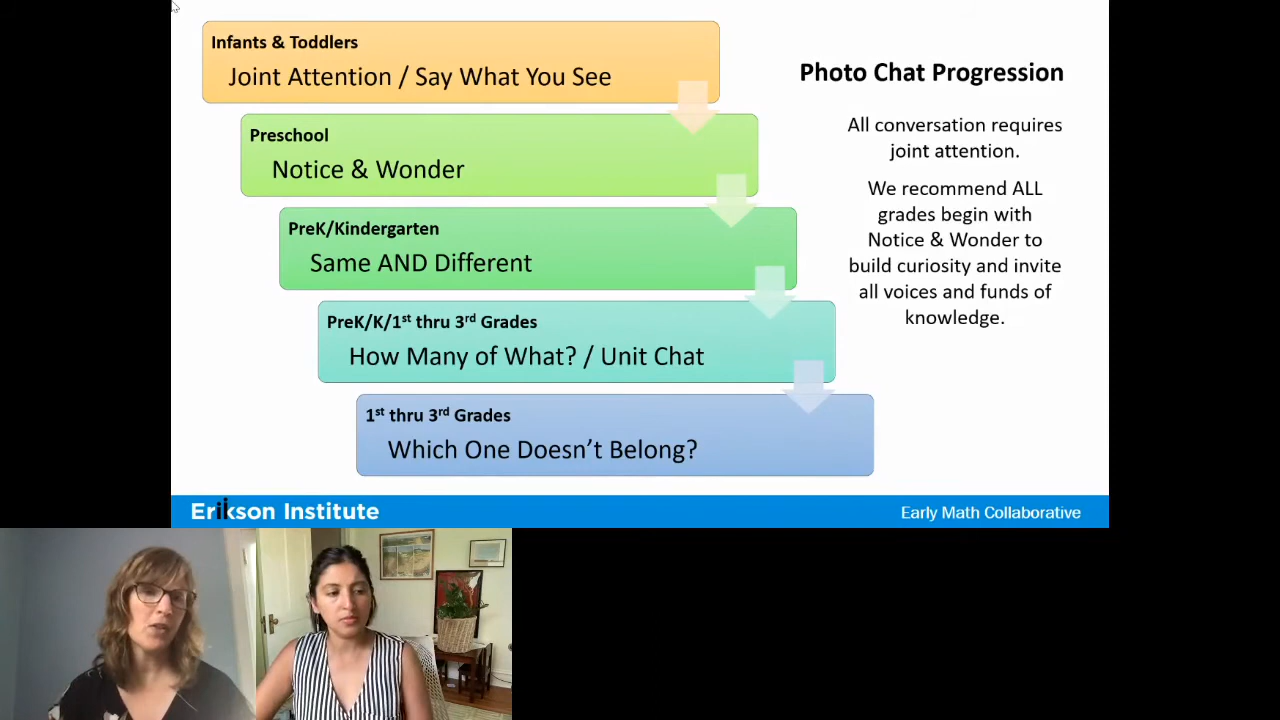 Infants & Toddlers
Joint Attention / Say What You See
Preschool
Notice & Wonder
PreK/Kindergarten
Same AND Different
PreK/K/1st thru 3rd Grades
How Many of What? / Unit Chat
1st thru 3rd Grades
Which One Doesn’t Belong?
Photo Chat Progression
All conversation requires
joint attention.
We recommend ALL
grades begin with
Notice & Wonder to
build curiosity and invite
all voices and funds of
knowledge.
Erikson Institute
Early Math Collaborative